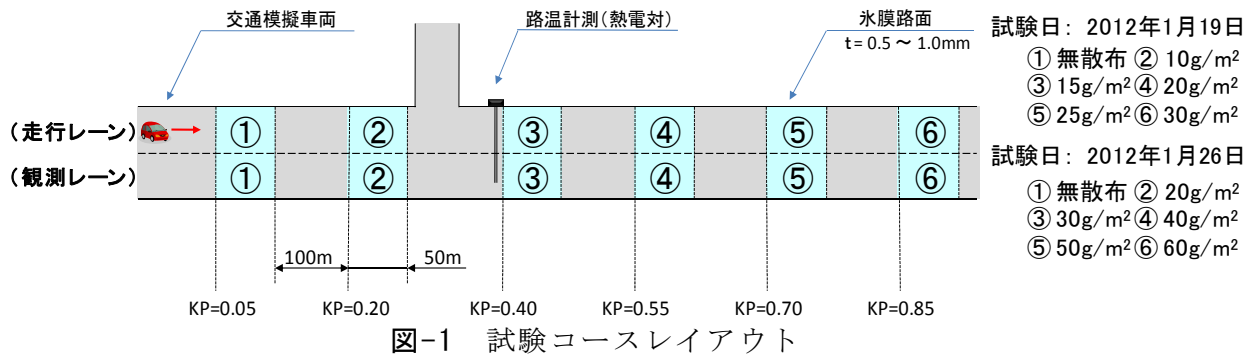 交通模擬車両
路温計測(熱電対)
氷膜路面
t= 0.5 ~ 1.0mm
試験日: 2012年1月19日
① 無散布 ② 10g/m²
③ 15g/m² ④ 20g/m²
⑤ 25g/m² ⑥ 30g/m²
試験日: 2012年1月26日
① 無散布 ② 20g/m²
③ 30g/m² ④ 40g/m²
⑤ 50g/m² ⑥ 60g/m²
(走行レーン) ① ② ③ ④ ⑤ ⑥
(観測レーン) ① ② ③ ④ ⑤ ⑥
100m 50m
KP=0.05 KP=0.20 KP=0.40 KP=0.55 KP=0.70 KP=0.85
図-1 試験コースレイアウト